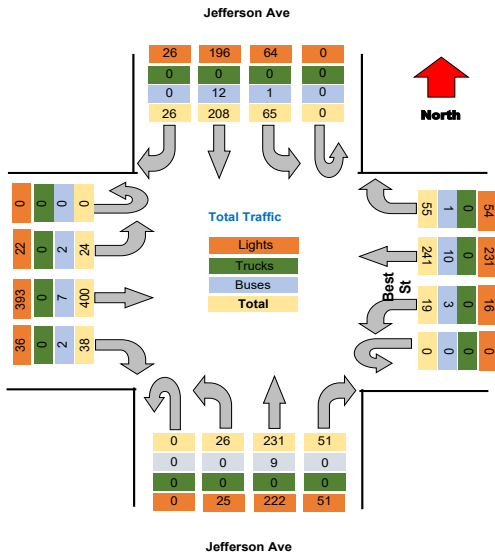 Jefferson Ave
26 196 64 0
0 0 0 0
0 12 1 0
26 208 65 0
North
0 0 0 0
22 0 2 24
393 0 7 400
36 0 2 38
Total Traffic
Lights
Trucks
Buses
Total
55 1 0 54
241 10 0 231
19 3 0 16
0 0 0 0
Best St
0 26 231 51
0 0 9 0
0 0 0 0
0 25 222 51
Jefferson Ave